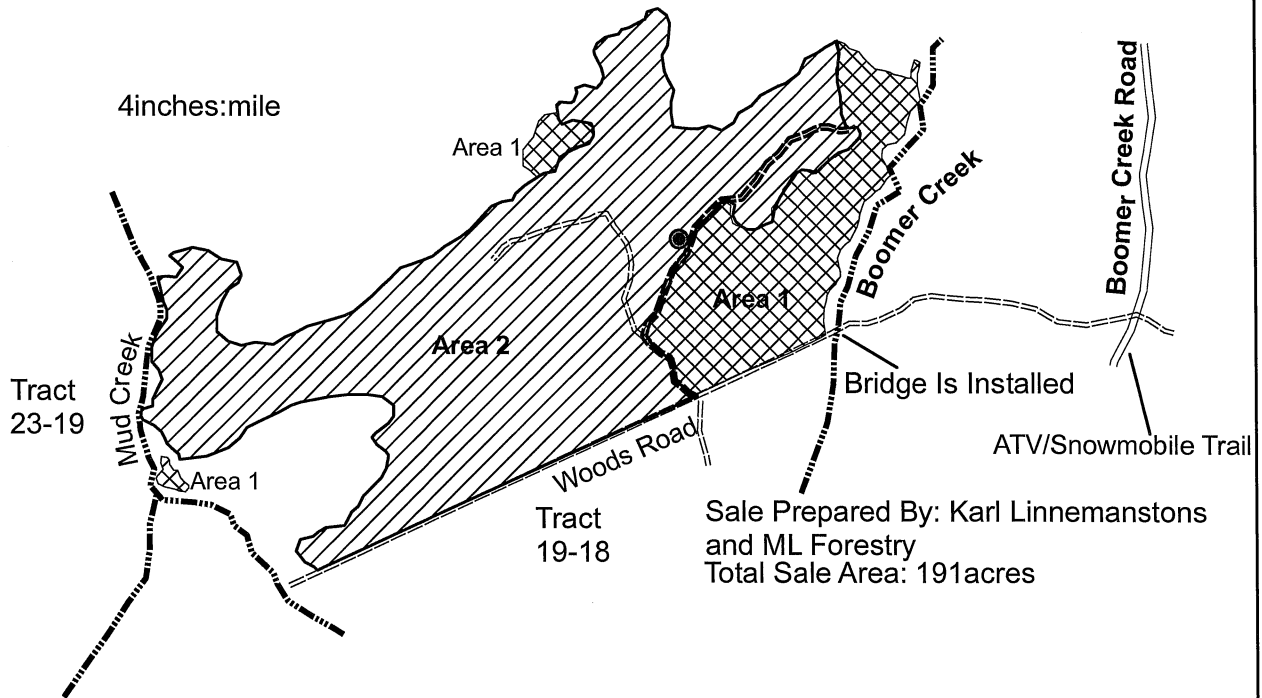 4inches:mile
Area 1
Boomer Creek Road
Boomer Creek
Area 1
Area 2
Mud Creek
Tract
23-19
Bridge Is Installed
ATV/Snowmobile Trail
Woods Road
Area 1
Tract
19-18
Sale Prepared By: Karl Linnemanstons
and ML Forestry
Total Sale Area: 191acres